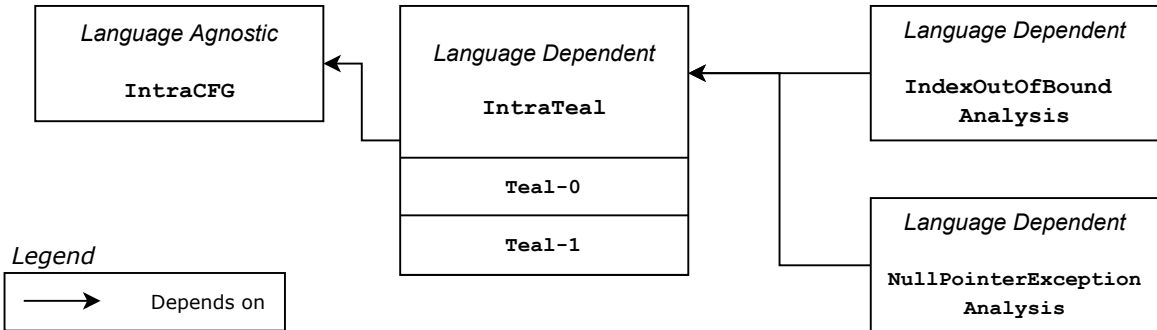 Language Agnostic
IntraCFG
Language Dependent
IntraTeal
Teal-0
Teal-1
Language Dependent
IndexOutOfBound
Analysis
Language Dependent
NullPointerException
Analysis
Legend
Depends on